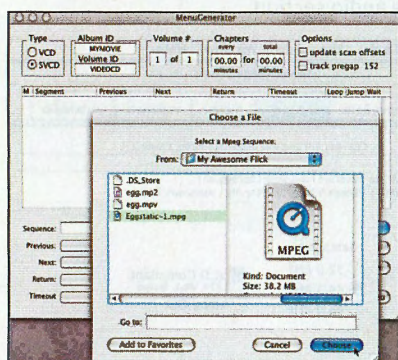 MenuGenerator
Type
VCD
SVCD
Album ID
MYMOVIE
Volume ID
VIDEOCD
Volume #
1 of 1
Chapters
every total
00.00 for 00.00
minutes minutes
Options
update scan offsets
track pregap 152
M Segment Previous Next Return Timeout Loop Jump Wait
Choose a File
Select a Mpeg Sequence:
From: My Awesome Flick
.DS_Store
egg.mp2
egg.mpv
Eggstatic-1.mpg
MPEG
Kind: Document
Size: 38.2 MB
Sequence:
Previous:
Next:
Return:
Timeout
Go to:
Add to Favorites Cancel Choose